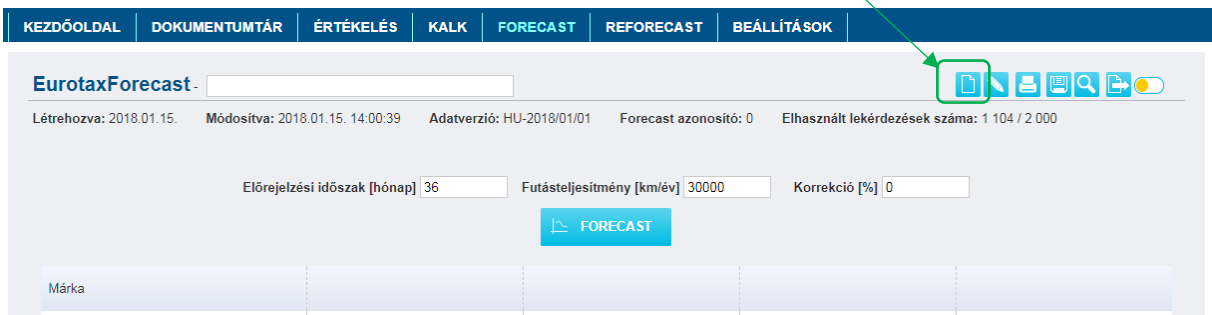 KEZDŐOLDAL DOKUMENTUMTÁR ÉRTÉKELÉS KALK FORECAST REFORECAST BEÁLLÍTÁSOK
EurotaxForecast -
Létrehozva: 2018.01.15. Módosítva: 2018.01.15. 14:00:39 Adatverzió: HU-2018/01/01 Forecast azonosító: 0 Elhasznált lekérdezések száma: 1 104 / 2 000
Előrejelzési időszak [hónap] 36 Futásteljesítmény [km/év] 30000 Korrekció [%] 0
FORECAST
Márka